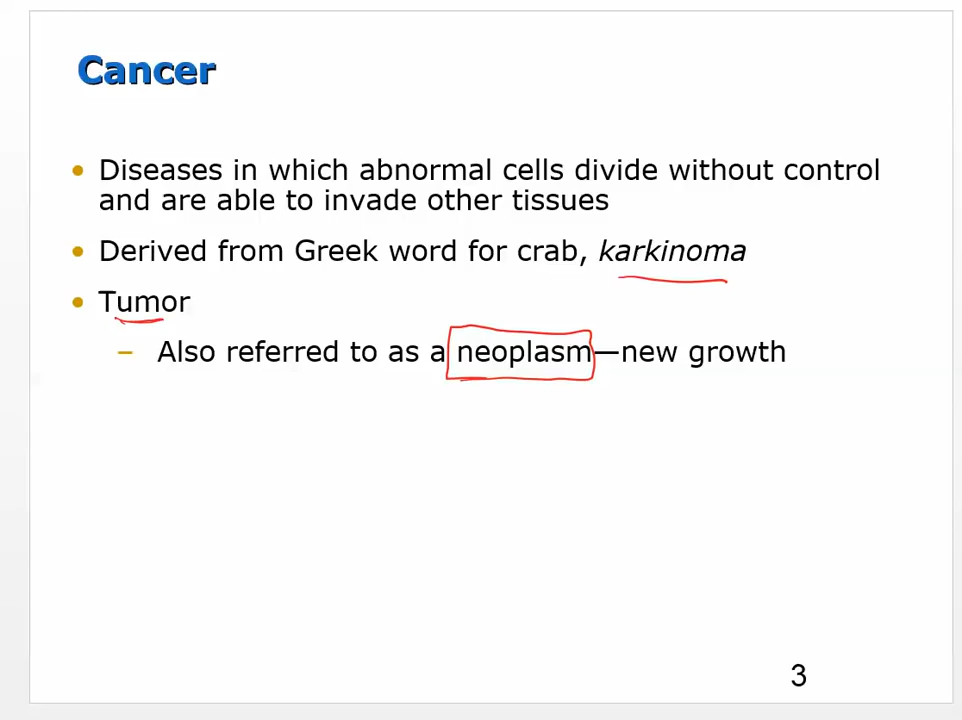 Cancer
• Diseases in which abnormal cells divide without control
and are able to invade other tissues
• Derived from Greek word for crab, karkinoma
• Tumor
– Also referred to as a neoplasm—new growth
3